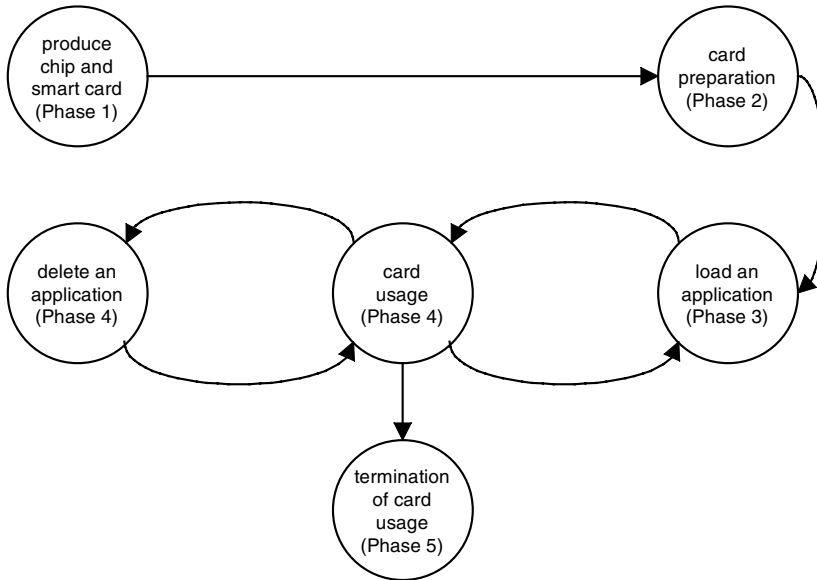 produce
chip and
smart card
(Phase 1)
card
preparation
(Phase 2)
delete an
application
(Phase 4)
card
usage
(Phase 4)
load an
application
(Phase 3)
termination
of card
usage
(Phase 5)